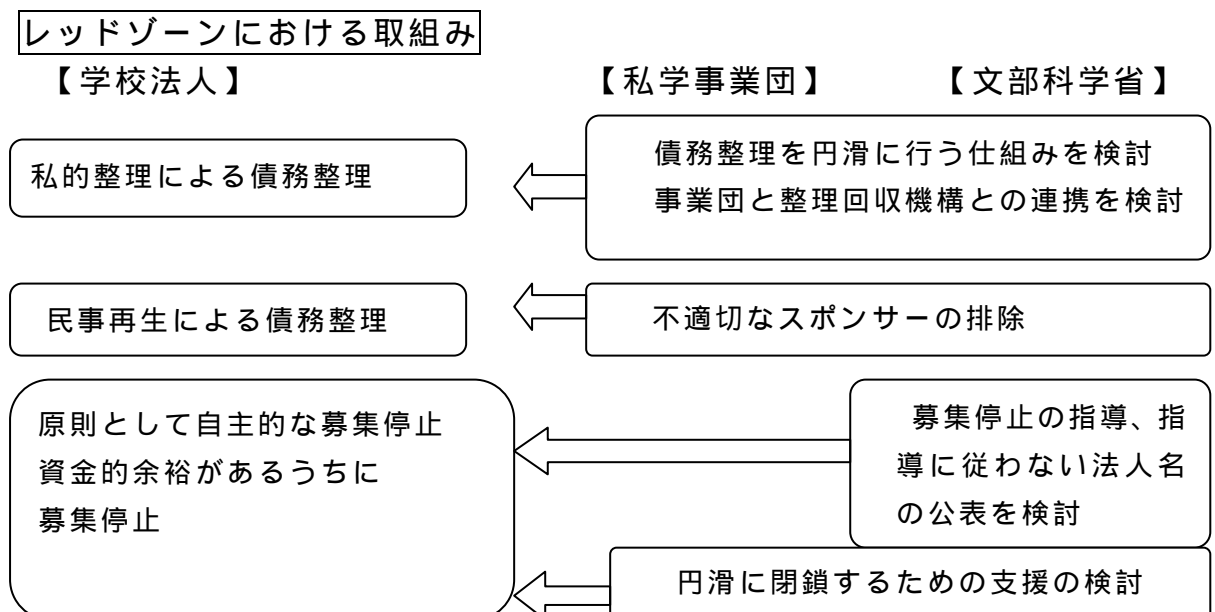 レッドゾーンにおける取組み
【学校法人】
【私学事業団】
【文部科学省】
私的整理による債務整理
債務整理を円滑に行う仕組みを検討
事業団と整理回収機構との連携を検討
民事再生による債務整理
不適切なスポンサーの排除
原則として自主的な募集停止
資金的余裕があるうちに
募集停止
募集停止の指導、指
導に従わない法人名
の公表を検討
円滑に閉鎖するための支援の検討